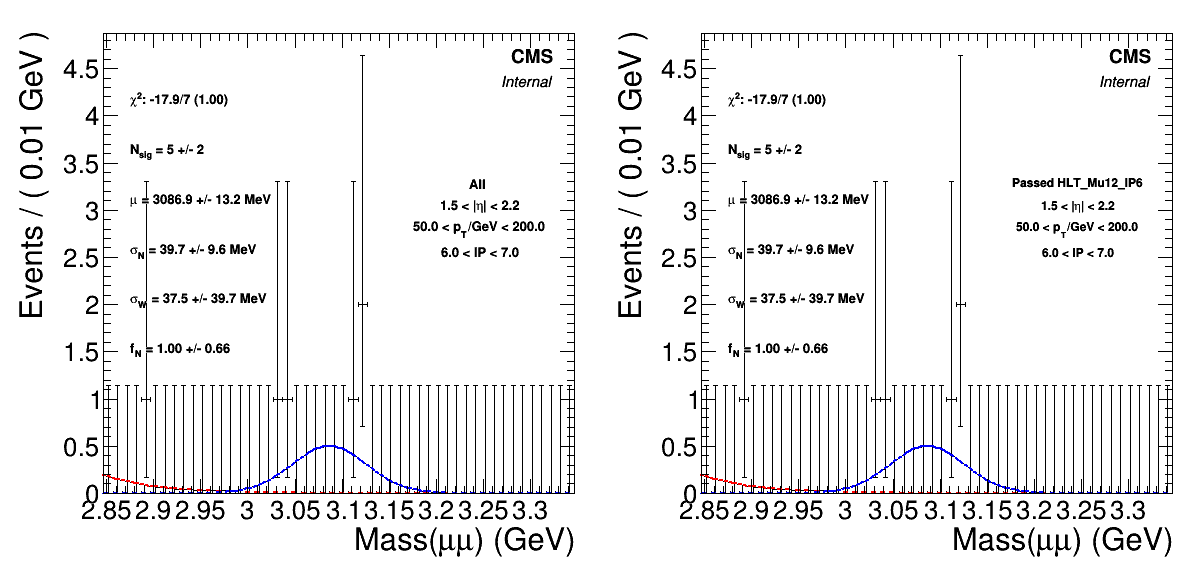 CMS
Internal
χ²: -17.9/7 (1.00)
N_sig = 5 +/- 2
μ = 3086.9 +/- 13.2 MeV
σ_N = 39.7 +/- 9.6 MeV
σ_W = 37.5 +/- 39.7 MeV
f_N = 1.00 +/- 0.66
All
1.5 < |η| < 2.2
50.0 < p_T/GeV < 200.0
6.0 < IP < 7.0
Events / ( 0.01 GeV )
4.5
4
3.5
3
2.5
2
1.5
1
0.5
0
2.85 2.9 2.95 3 3.05 3.1 3.15 3.2 3.25 3.3
Mass(μμ) (GeV)
CMS
Internal
χ²: -17.9/7 (1.00)
N_sig = 5 +/- 2
μ = 3086.9 +/- 13.2 MeV
σ_N = 39.7 +/- 9.6 MeV
σ_W = 37.5 +/- 39.7 MeV
f_N = 1.00 +/- 0.66
Passed HLT_Mu12_IP6
1.5 < |η| < 2.2
50.0 < p_T/GeV < 200.0
6.0 < IP < 7.0
Events / ( 0.01 GeV )
4.5
4
3.5
3
2.5
2
1.5
1
0.5
0
2.85 2.9 2.95 3 3.05 3.1 3.15 3.2 3.25 3.3
Mass(μμ) (GeV)